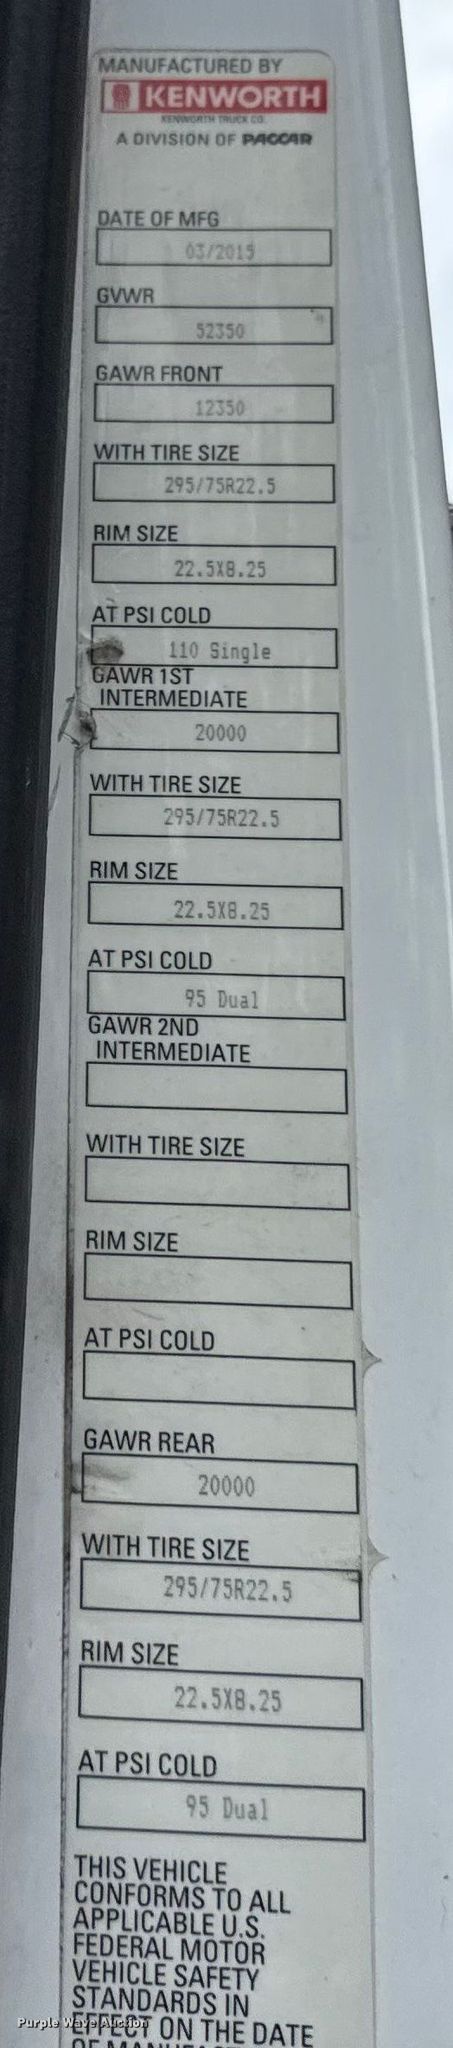 MANUFACTURED BY
KENWORTH
KENWORTH TRUCK CO.
A DIVISION OF PACCAR
DATE OF MFG
03/2015
GVWR
52350
GAWR FRONT
12350
WITH TIRE SIZE
295/75R22.5
RIM SIZE
22.5X8.25
AT PSI COLD
110 Single
GAWR 1ST
INTERMEDIATE
20000
WITH TIRE SIZE
295/75R22.5
RIM SIZE
22.5X8.25
AT PSI COLD
95 Dual
GAWR 2ND
INTERMEDIATE
WITH TIRE SIZE
RIM SIZE
AT PSI COLD
GAWR REAR
20000
WITH TIRE SIZE
295/75R22.5
RIM SIZE
22.5X8.25
AT PSI COLD
95 Dual
THIS VEHICLE
CONFORMS TO ALL
APPLICABLE U.S.
FEDERAL MOTOR
VEHICLE SAFETY
STANDARDS IN
EFFECT ON THE DATE
Purple Wave Auction